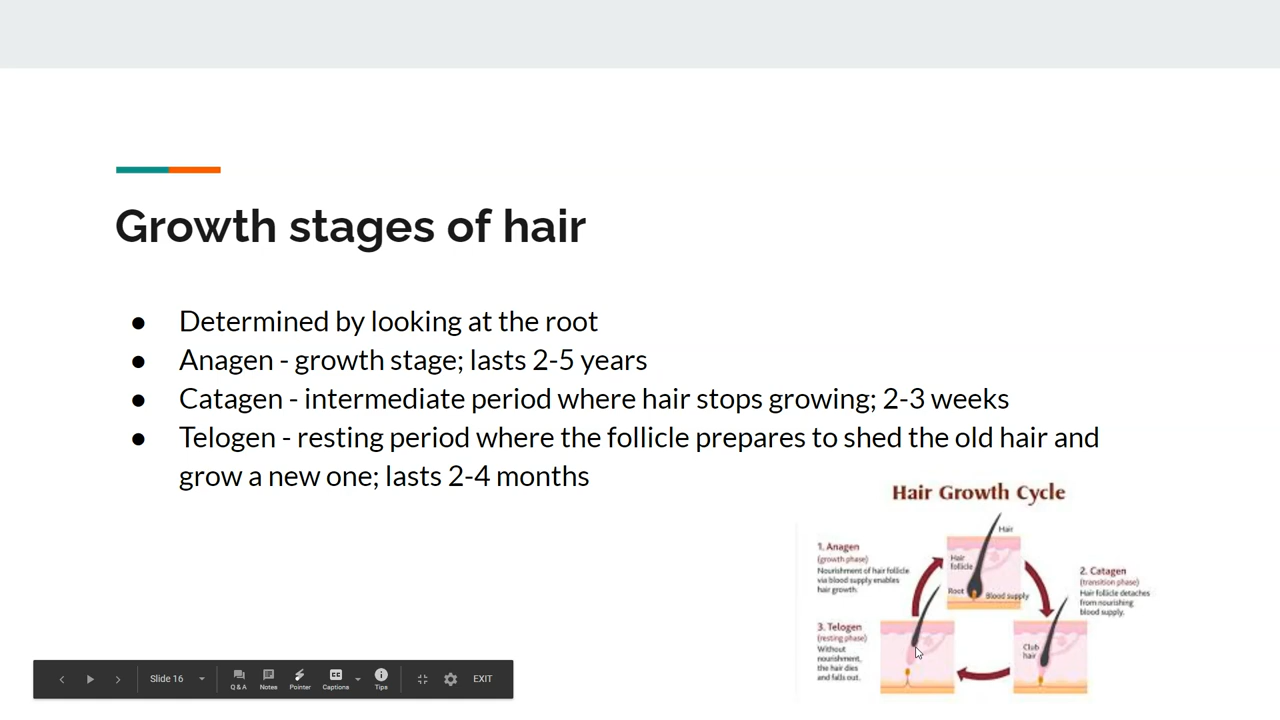 Growth stages of hair
● Determined by looking at the root
● Anagen - growth stage; lasts 2-5 years
● Catagen - intermediate period where hair stops growing; 2-3 weeks
● Telogen - resting period where the follicle prepares to shed the old hair and
grow a new one; lasts 2-4 months
Hair Growth Cycle
Hair
1. Anagen
(growth phase)
Nourishment of hair follicle
via blood supply enables
hair growth.
Hair
follicle
Root
Blood supply
2. Catagen
(transition phase)
Hair follicle detaches
from nourishing
blood supply.
3. Telogen
(resting phase)
Without
nourishment,
the hair dies
and falls out.
Club
hair
Slide 16
Q & A
Notes
Pointer
Captions
Tips
EXIT